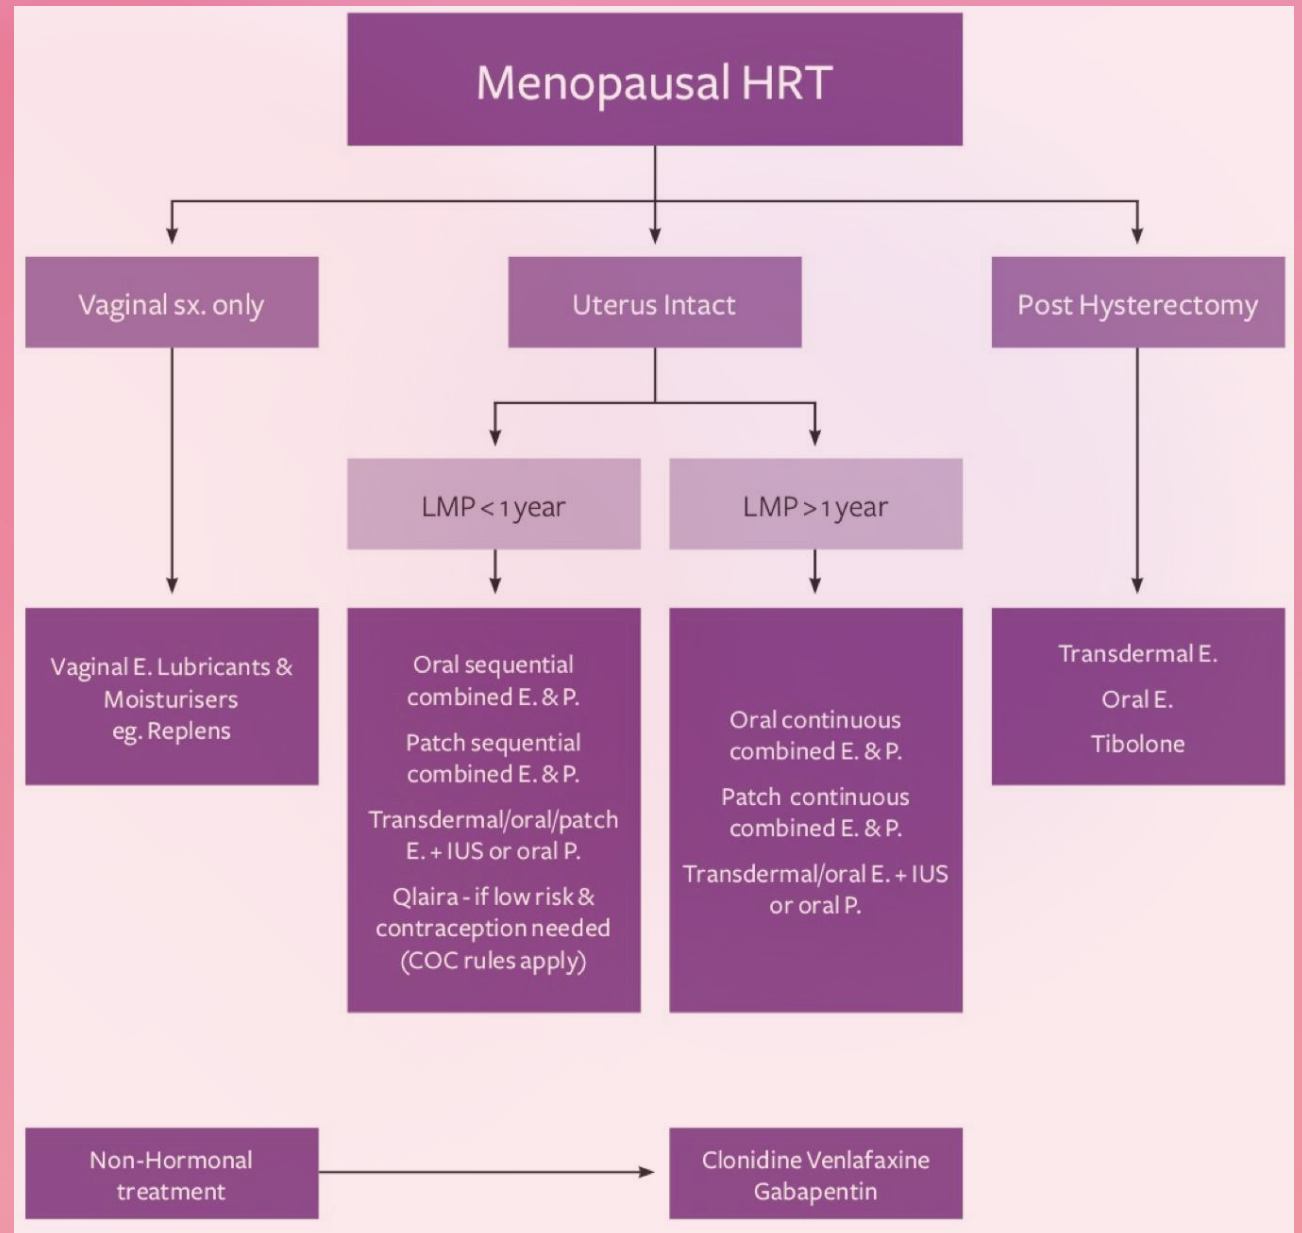 Menopausal HRT
Vaginal sx. only
Uterus Intact
Post Hysterectomy
LMP < 1 year
LMP > 1 year
Vaginal E. Lubricants &
Moisturisers
eg. Replens
Oral sequential
combined E. & P.
Patch sequential
combined E. & P.
Transdermal/oral/patch
E. + IUS or oral P.
Qlaira - if low risk &
contraception needed
(COC rules apply)
Oral continuous
combined E. & P.
Patch continuous
combined E. & P.
Transdermal/oral E. + IUS
or oral P.
Transdermal E.
Oral E.
Tibolone
Non-Hormonal
treatment
Clonidine Venlafaxine
Gabapentin